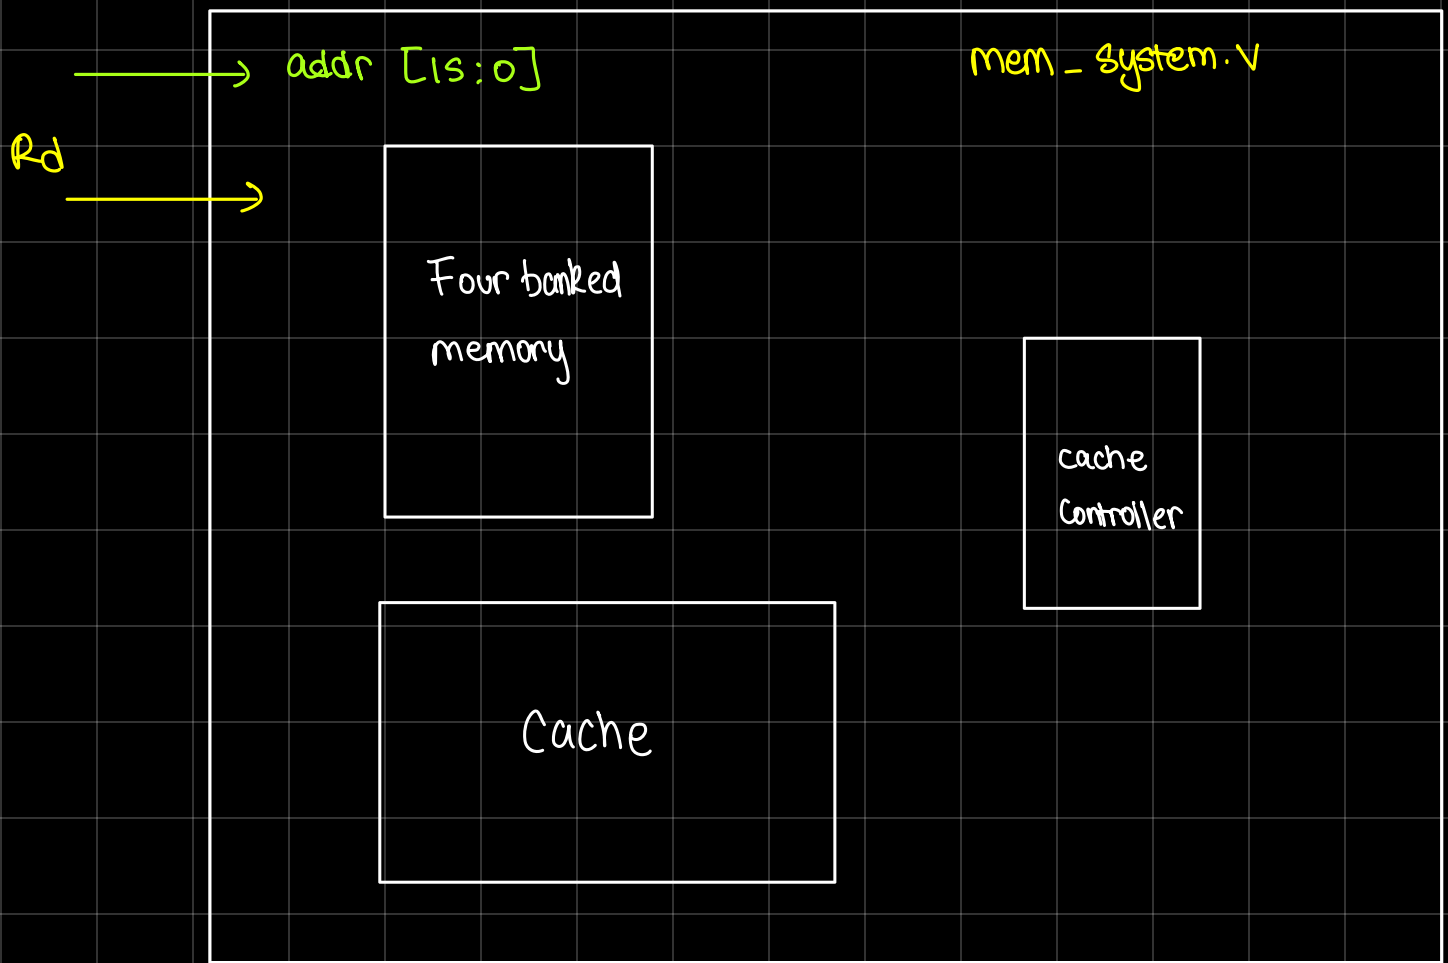 addr [15:0]
mem_system.v
Rd
Four banked
memory
cache
controller
Cache